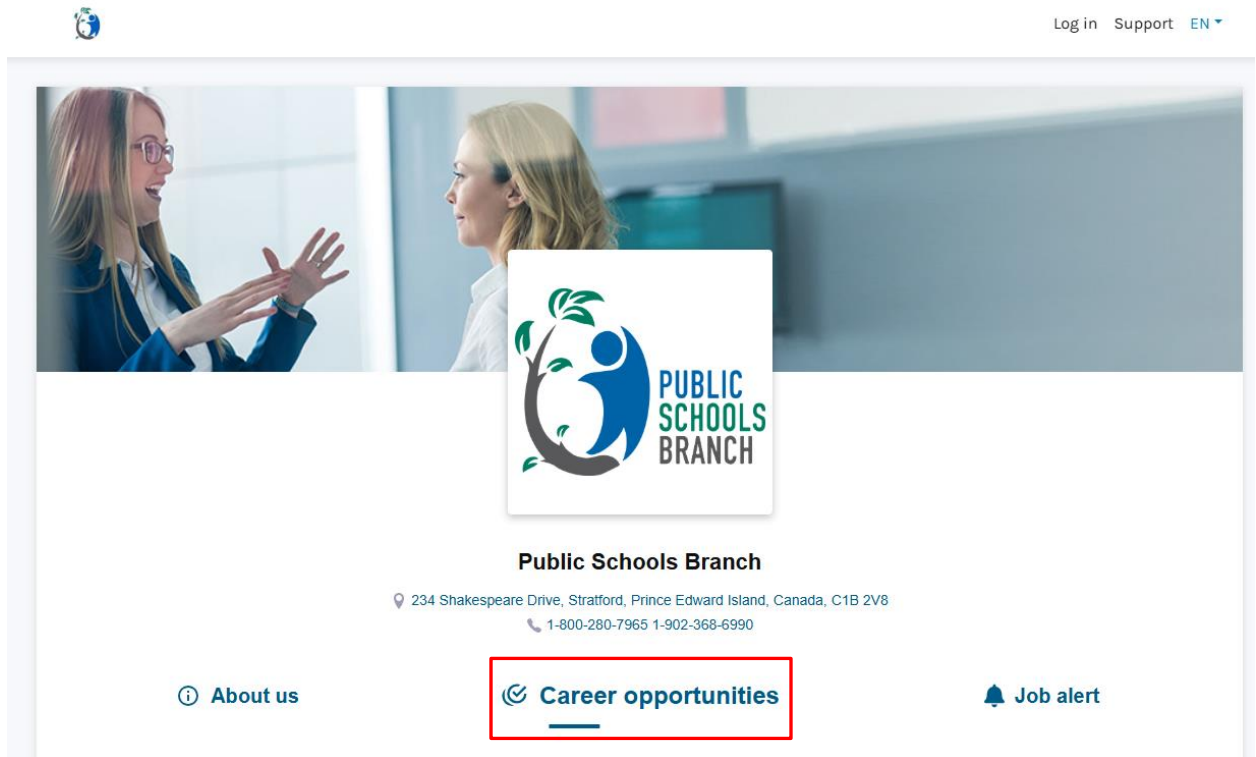 Log in Support EN
PUBLIC
SCHOOLS
BRANCH
Public Schools Branch
234 Shakespeare Drive, Stratford, Prince Edward Island, Canada, C1B 2V8
1-800-280-7965 1-902-368-6990
About us Career opportunities Job alert